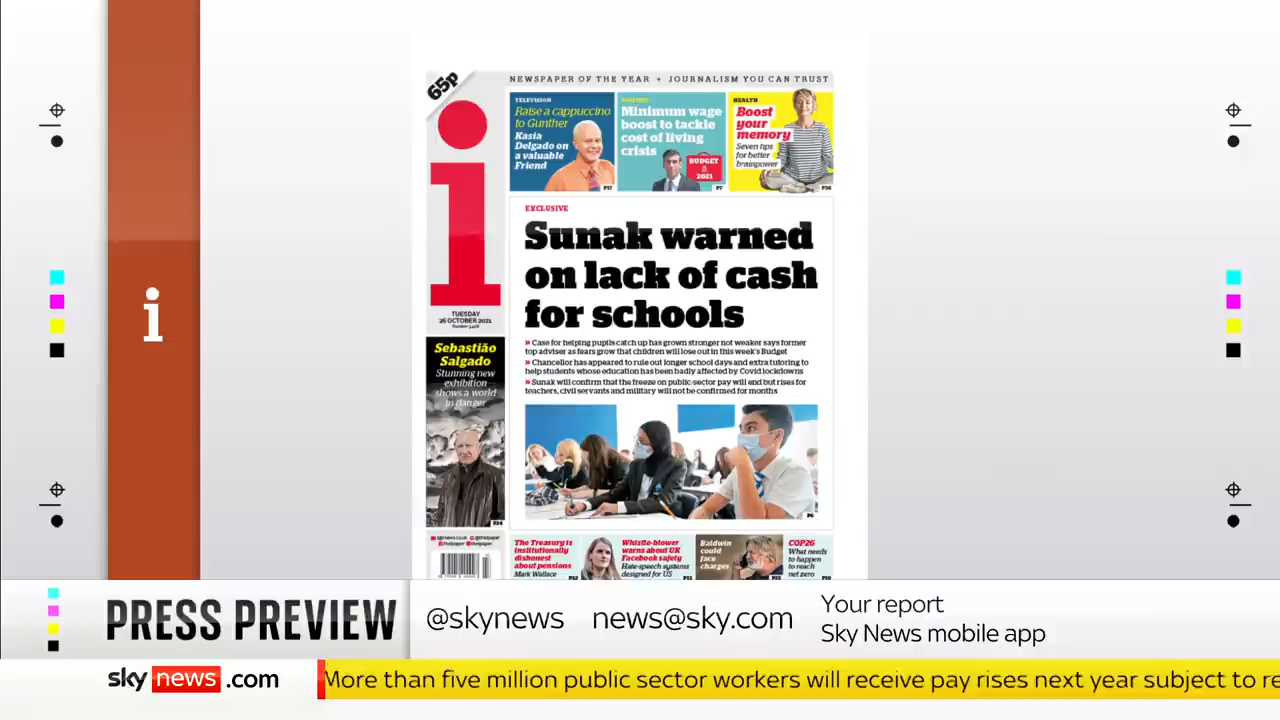 65p
NEWSPAPER OF THE YEAR + JOURNALISM YOU CAN TRUST
i
TELEVISION
Raise a cappuccino
to Gunther
Kasia
Delgado on
a valuable
Friend
P17
Minimum wage
boost to tackle
cost of living
crisis
BUDGET
2021
P7
HEALTH
Boost
your
memory
Seven tips
for better
brainpower
TUESDAY
26 OCTOBER 2021
EXCLUSIVE
Sunak warned
on lack of cash
for schools
» Case for helping pupils catch up has grown stronger not weaker says former
top adviser as fears grow that children will lose out in this week's Budget
» Chancellor has appeared to rule out longer school days and extra tutoring to
help students whose education has been badly affected by Covid lockdowns
» Sunak will confirm that the freeze on public-sector pay will end but rises for
teachers, civil servants and military will not be confirmed for months
P6
Sebastião
Salgado
Stunning new
exhibition
shows a world
in danger
The Treasury is
institutionally
dishonest
about pensions
Mark Wallace
Whistle-blower
warns about UK
Facebook safety
Hate-speech systems
designed for US
Baldwin
could
face
charges
COP26
What needs
to happen
to reach
net zero
i
PRESS PREVIEW
@skynews
news@sky.com
Your report
Sky News mobile app
sky news .com
More than five million public sector workers will receive pay rises next year subject to re